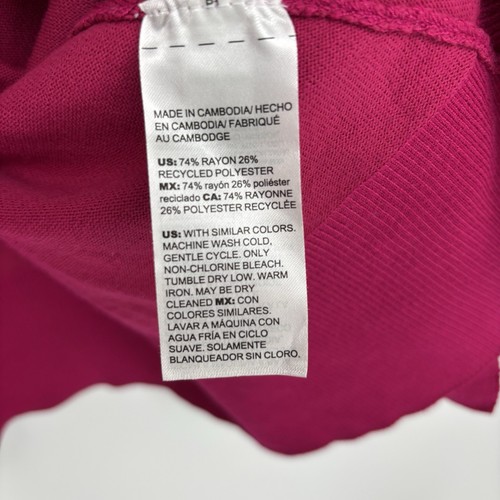 MADE IN CAMBODIA/ HECHO
EN CAMBODIA/ FABRIQUÉ
AU CAMBODGE
US: 74% RAYON 26%
RECYCLED POLYESTER
MX: 74% rayón 26% poliéster
reciclado CA: 74% RAYONNE
26% POLYESTER RECYCLÉE
US: WITH SIMILAR COLORS.
MACHINE WASH COLD,
GENTLE CYCLE. ONLY
NON-CHLORINE BLEACH.
TUMBLE DRY LOW. WARM
IRON. MAY BE DRY
CLEANED MX: CON
COLORES SIMILARES.
LAVAR A MÁQUINA CON
AGUA FRÍA EN CICLO
SUAVE. SOLAMENTE
BLANQUEADOR SIN CLORO.